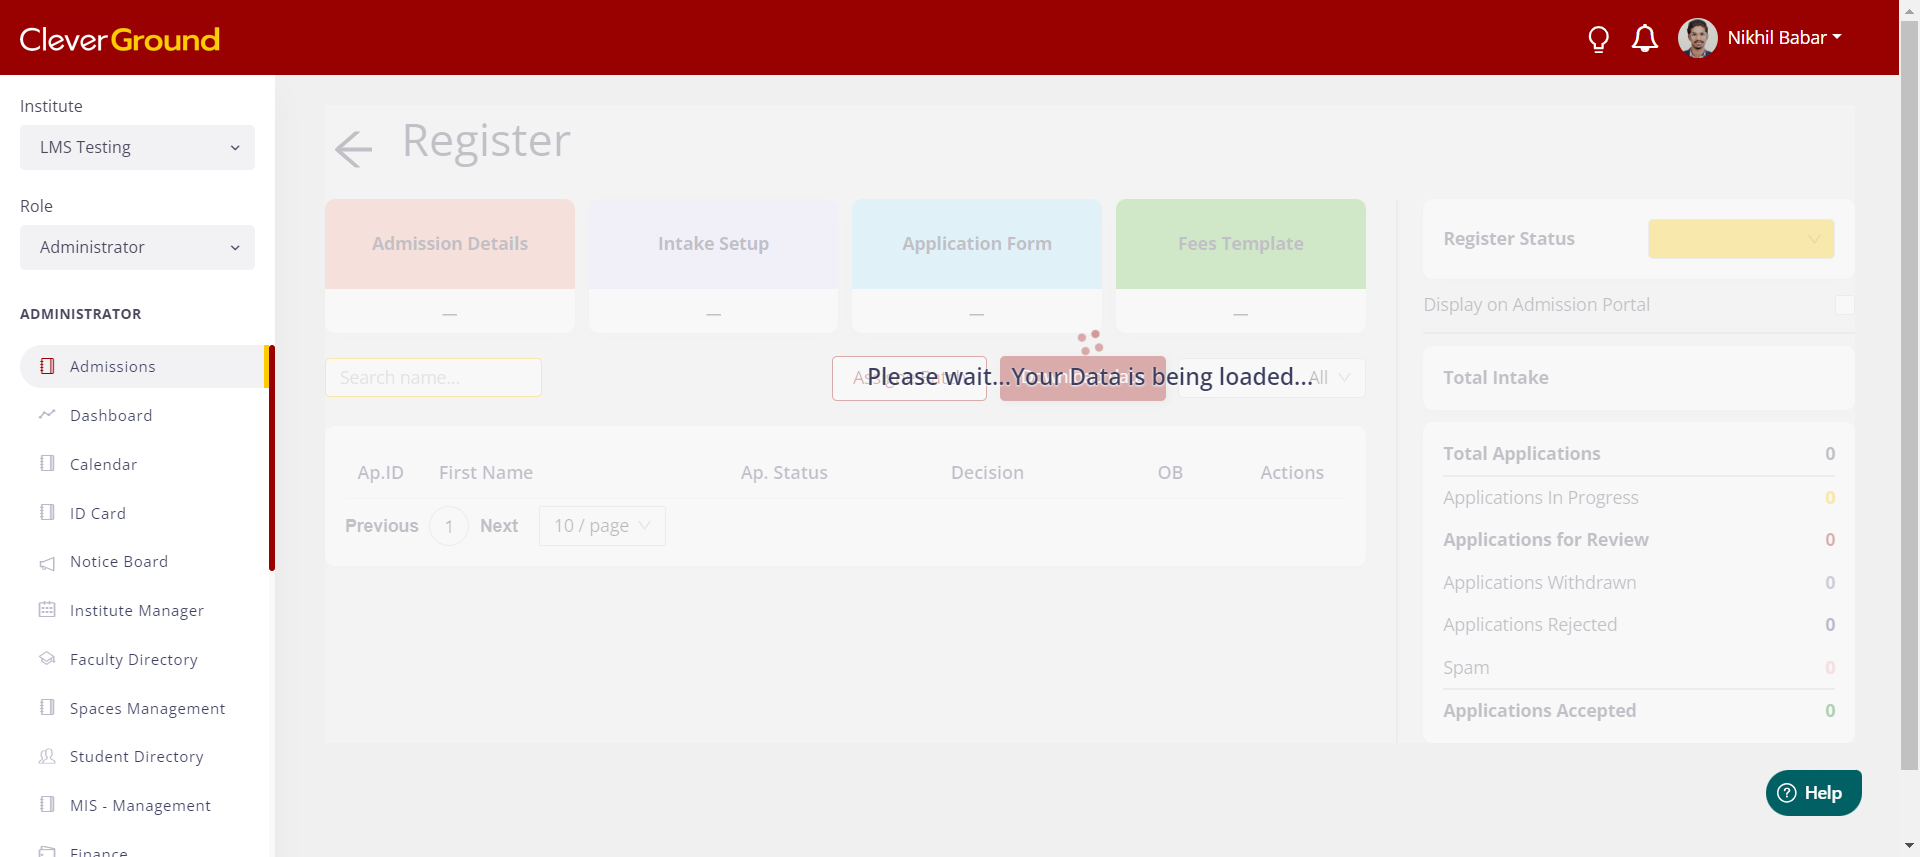 CleverGround
Nikhil Babar
Institute
LMS Testing
Role
Administrator
ADMINISTRATOR
Admissions
Dashboard
Calendar
ID Card
Notice Board
Institute Manager
Faculty Directory
Spaces Management
Student Directory
MIS - Management
Finance
Register
Admission Details
Intake Setup
Application Form
Fees Template
—
—
—
—
Search name...
Please wait...Your Data is being loaded...
All
Ap.ID First Name Ap. Status Decision OB Actions
Previous 1 Next 10 / page
Register Status
Display on Admission Portal
Total Intake
Total Applications 0
Applications In Progress 0
Applications for Review 0
Applications Withdrawn 0
Applications Rejected 0
Spam 0
Applications Accepted 0
Help